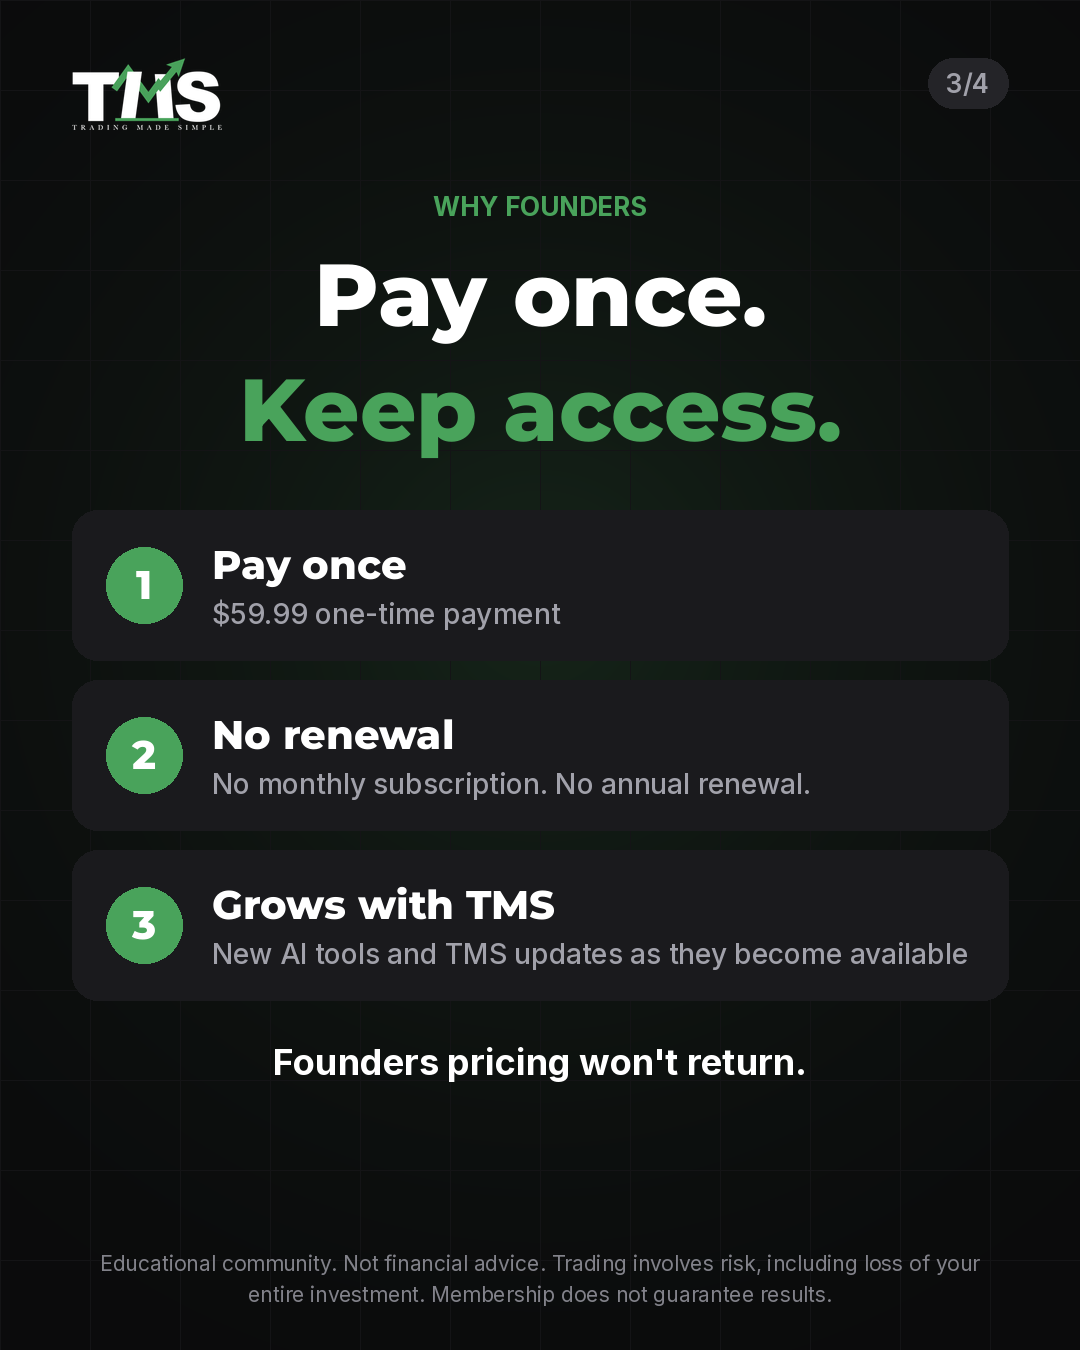 TMS
TRADING MADE SIMPLE
3/4
WHY FOUNDERS
Pay once.
Keep access.
1
Pay once
$59.99 one-time payment
2
No renewal
No monthly subscription. No annual renewal.
3
Grows with TMS
New AI tools and TMS updates as they become available
Founders pricing won't return.
Educational community. Not financial advice. Trading involves risk, including loss of your
entire investment. Membership does not guarantee results.